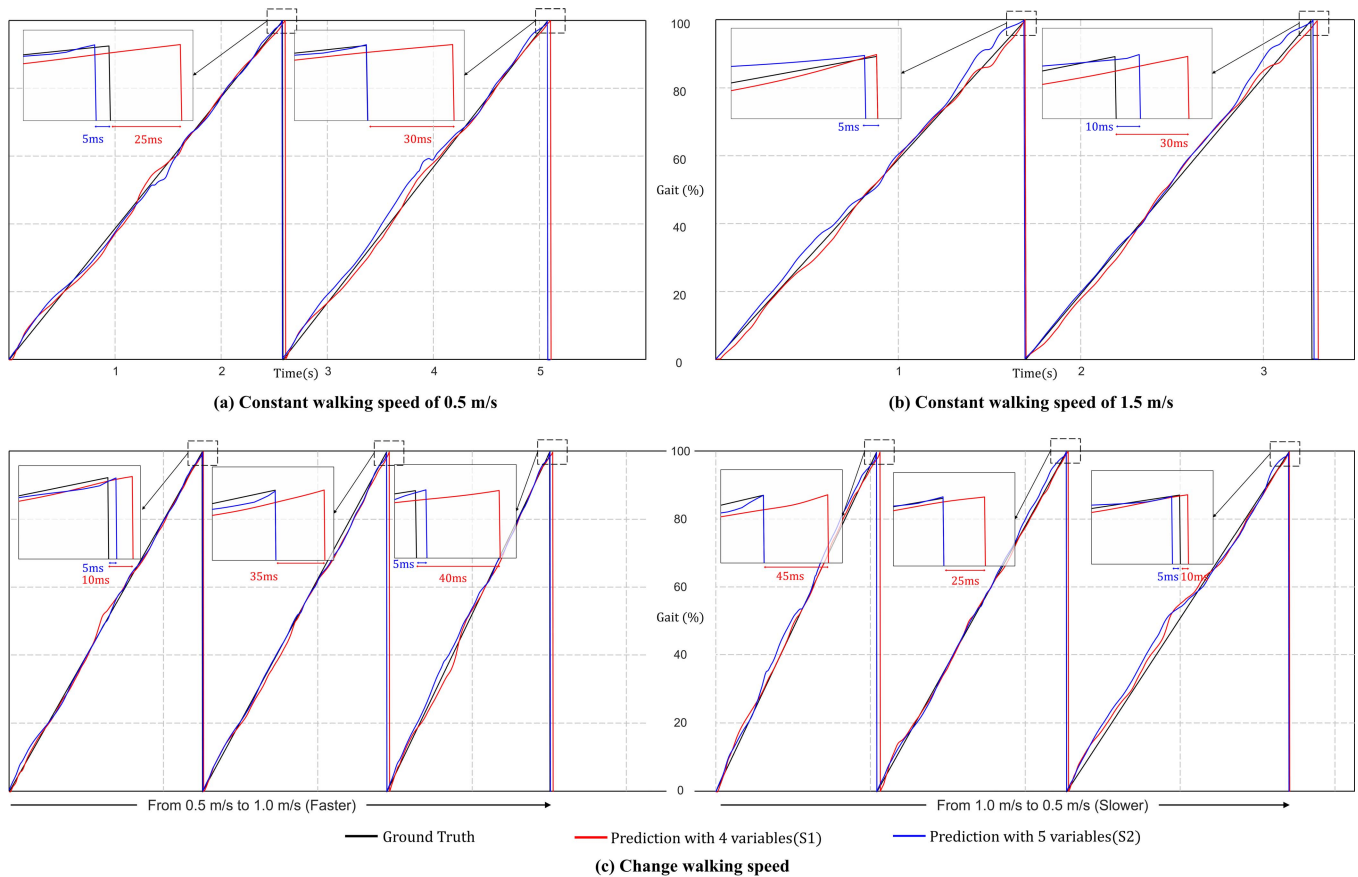 100
80
60
Gait (%)
40
20
0
5ms
25ms
30ms
5ms
10ms
30ms
1
2
3
4
5
Time(s)
1
2
3
Time(s)
(a) Constant walking speed of 0.5 m/s
(b) Constant walking speed of 1.5 m/s
100
80
60
Gait (%)
40
20
0
5ms
10ms
35ms
5ms
40ms
45ms
25ms
5ms
10ms
From 0.5 m/s to 1.0 m/s (Faster)
From 1.0 m/s to 0.5 m/s (Slower)
Ground Truth
Prediction with 4 variables(S1)
Prediction with 5 variables(S2)
(c) Change walking speed